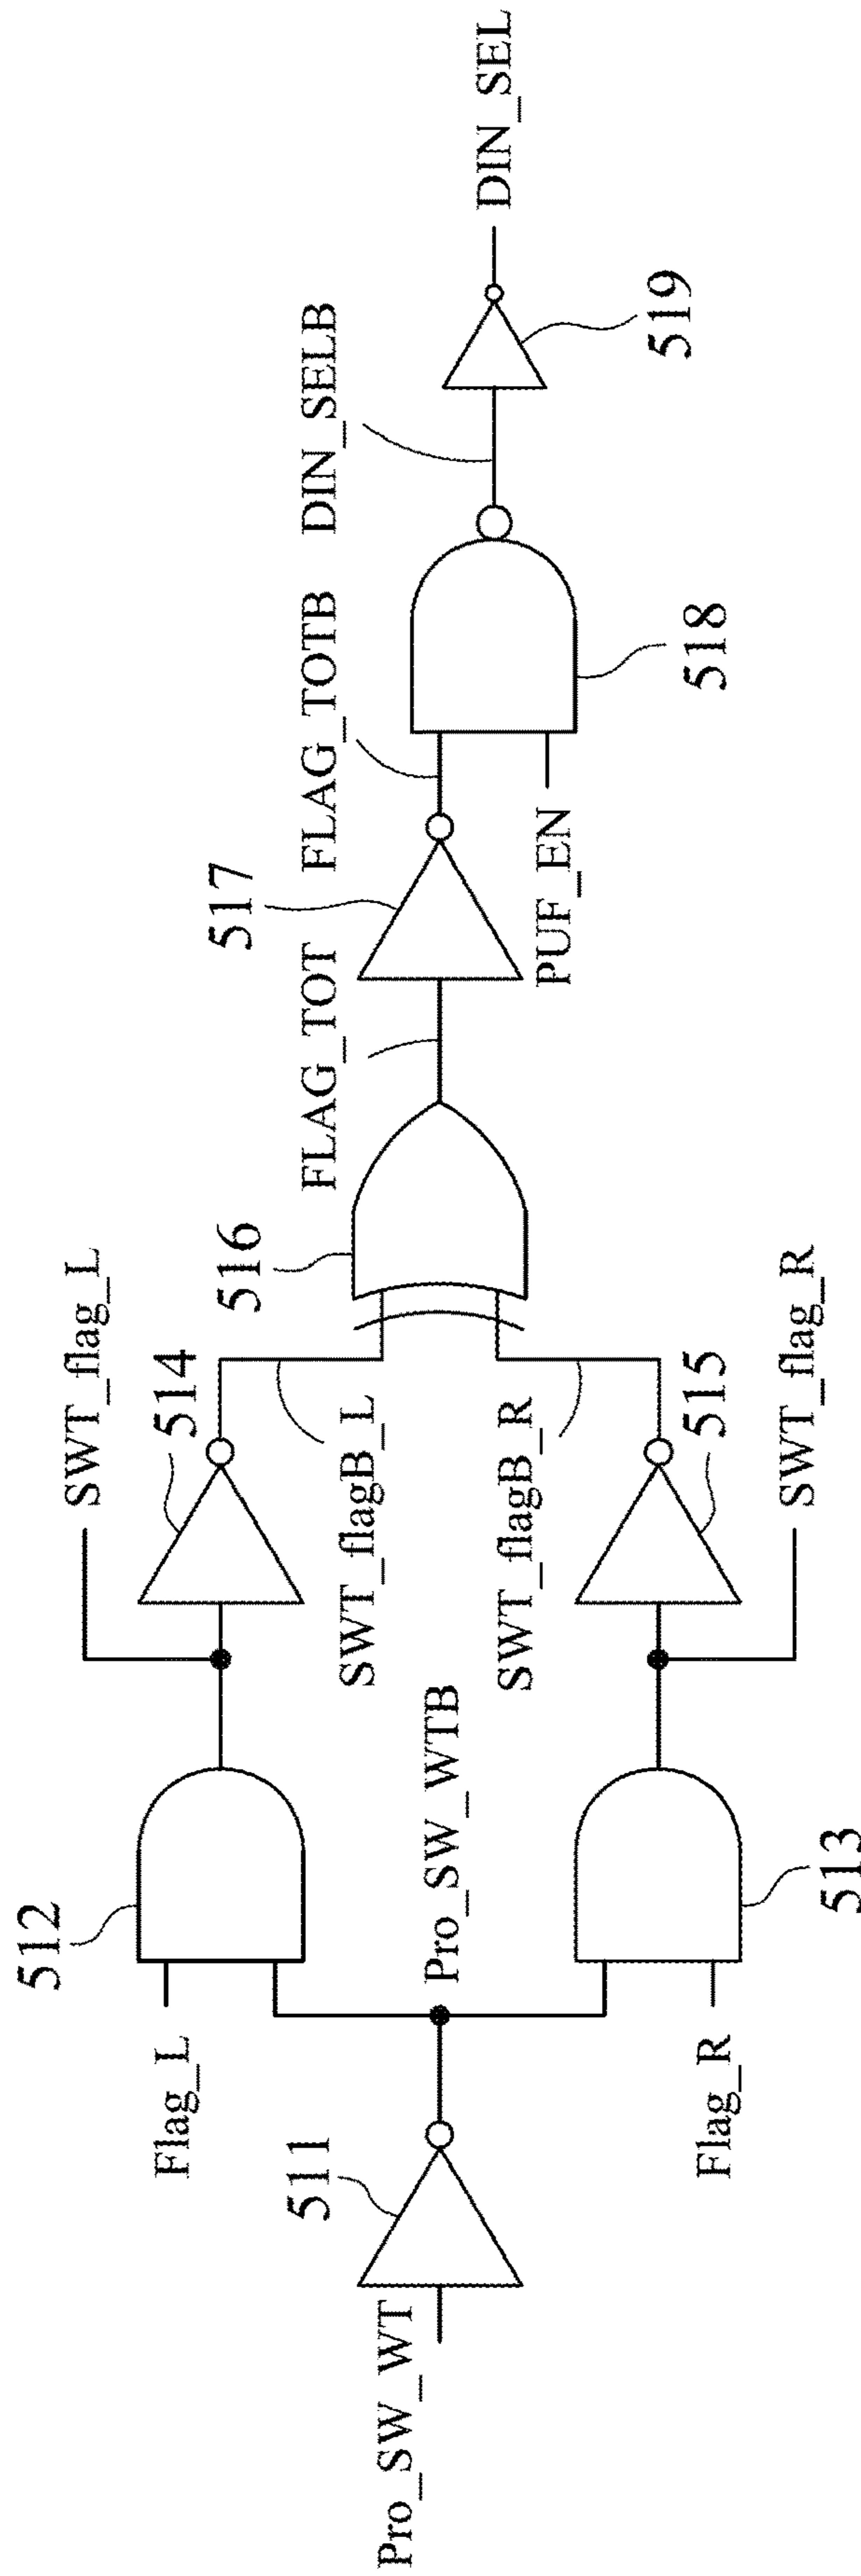 Pro_SW_WT
511
Pro_SW_WTB
Flag_L
512
Flag_R
513
SWT_flag_L
514
SWT_flagB_L
SWT_flagB_R
515
SWT_flag_R
516
FLAG_TOT
517
FLAG_TOTB
PUF_EN
518
DIN_SELB
519
DIN_SEL